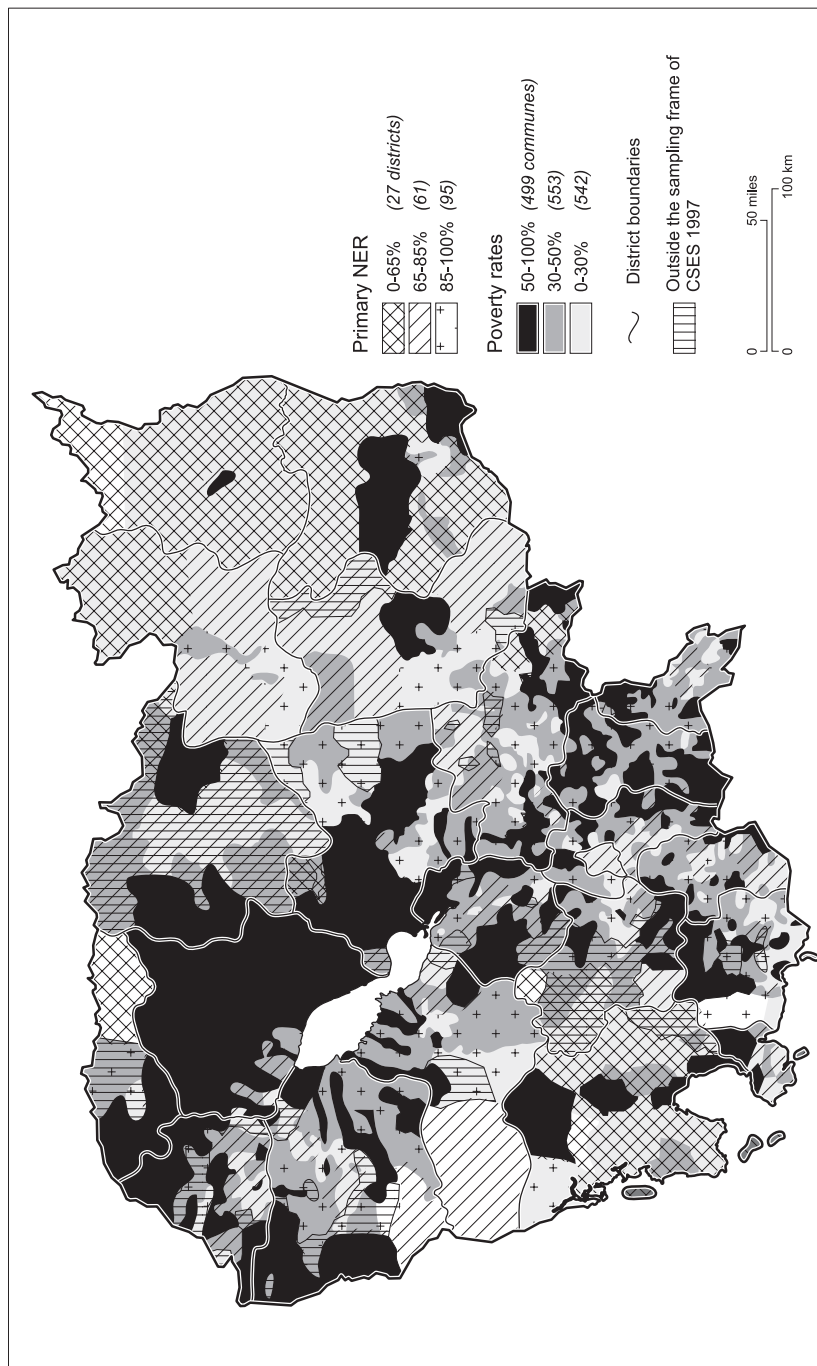 Primary NER
0-65% (27 districts)
65-85% (61)
85-100% (95)
Poverty rates
50-100% (499 communes)
30-50% (553)
0-30% (542)
District boundaries
Outside the sampling frame of
CSES 1997
0 50 miles
0 100 km